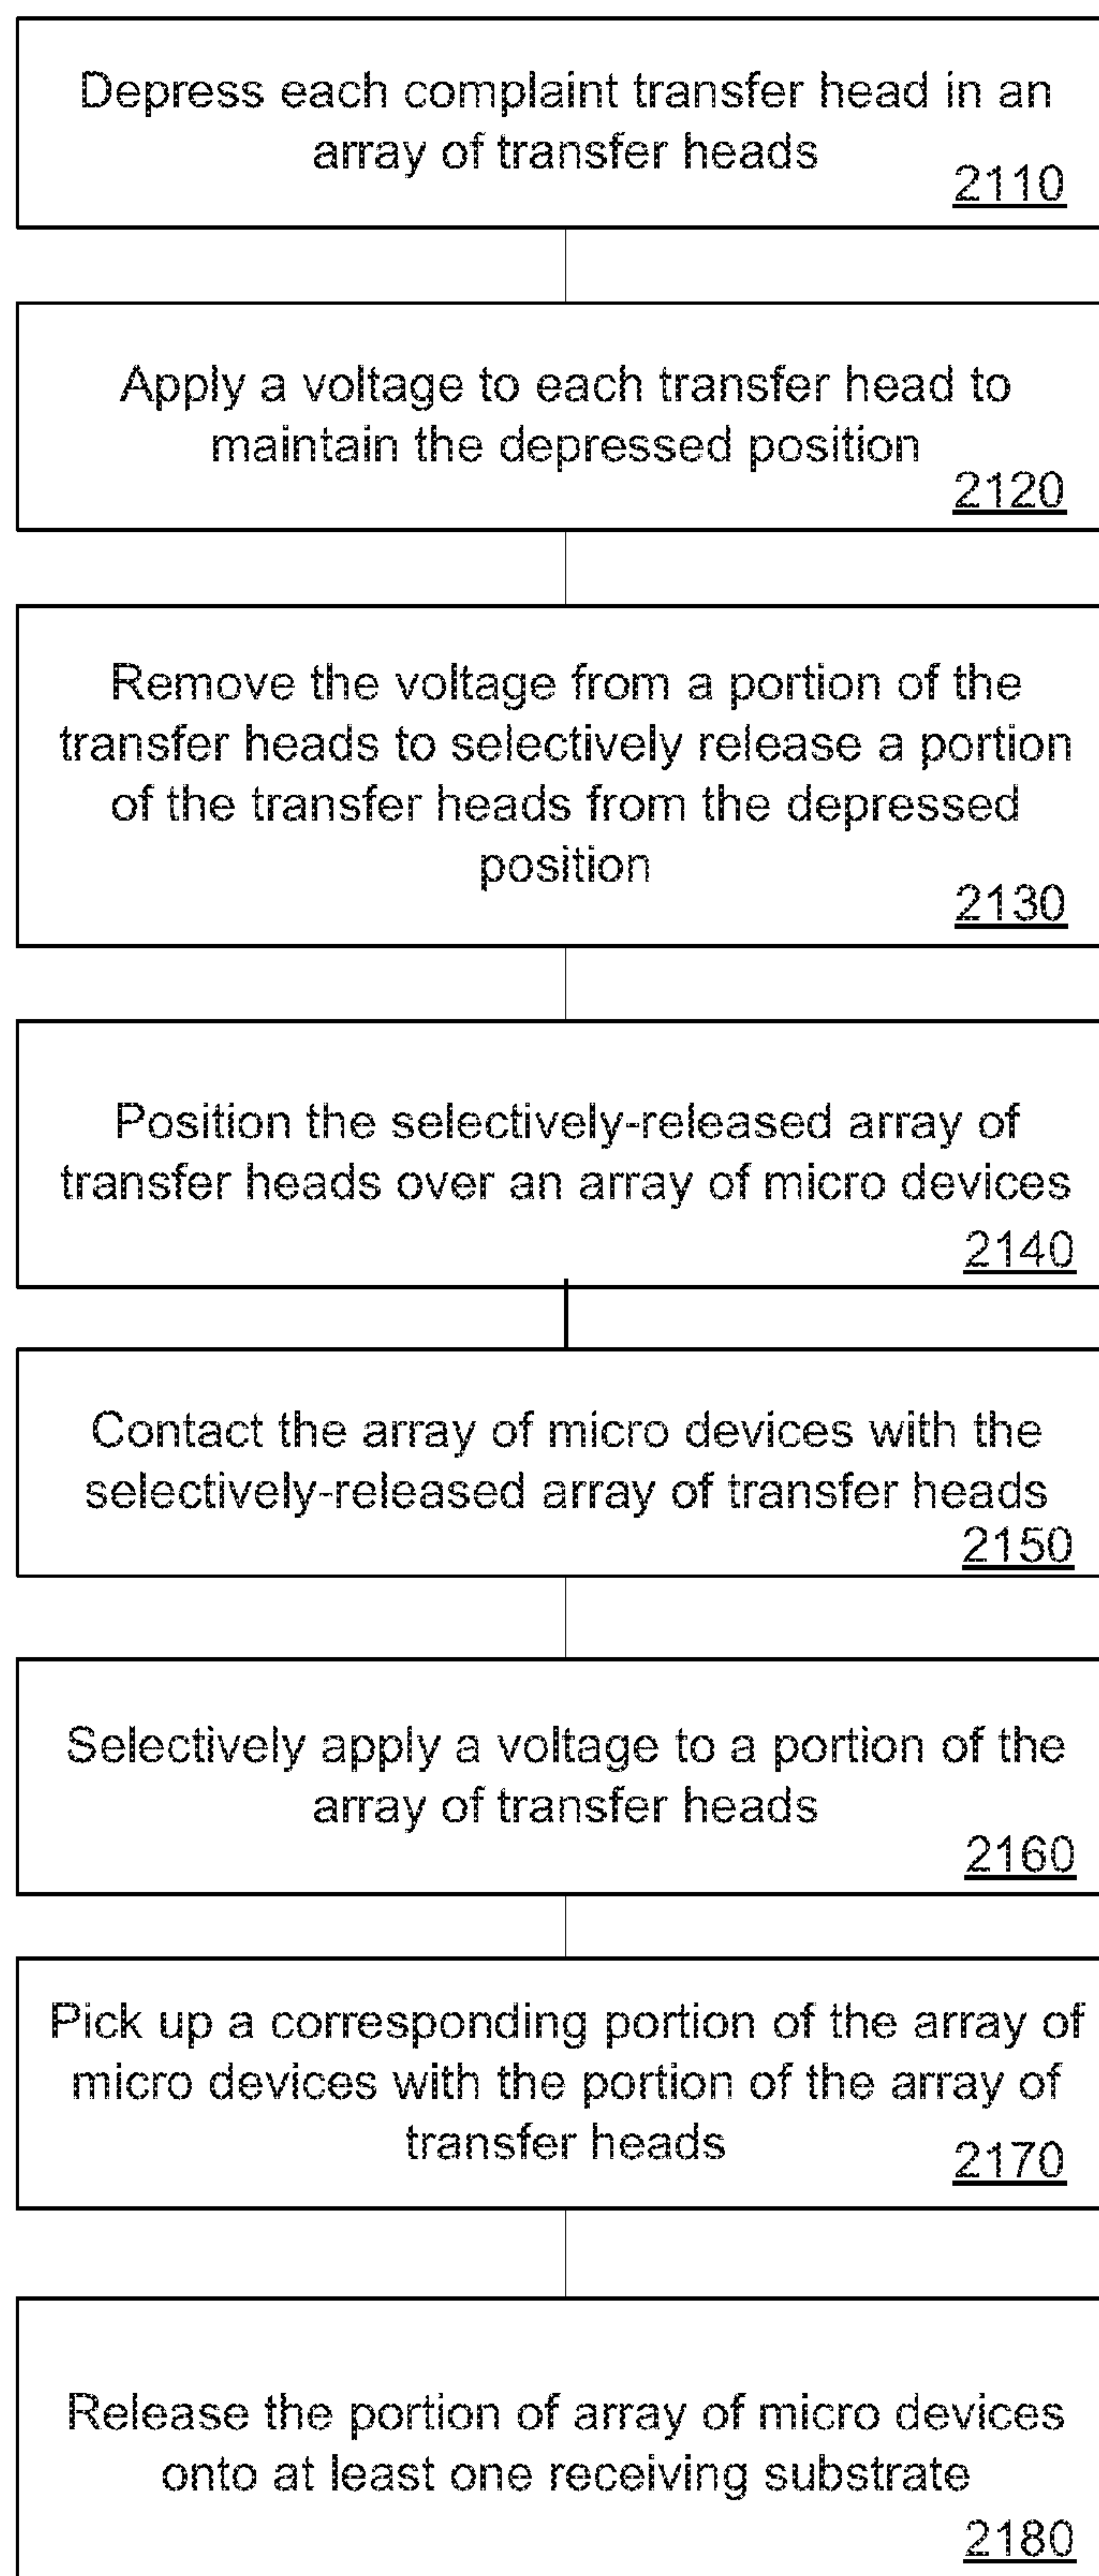 Depress each complaint transfer head in an
array of transfer heads
2110
Apply a voltage to each transfer head to
maintain the depressed position
2120
Remove the voltage from a portion of the
transfer heads to selectively release a portion
of the transfer heads from the depressed
position
2130
Position the selectively-released array of
transfer heads over an array of micro devices
2140
Contact the array of micro devices with the
selectively-released array of transfer heads
2150
Selectively apply a voltage to a portion of the
array of transfer heads
2160
Pick up a corresponding portion of the array of
micro devices with the portion of the array of
transfer heads
2170
Release the portion of array of micro devices
onto at least one receiving substrate
2180